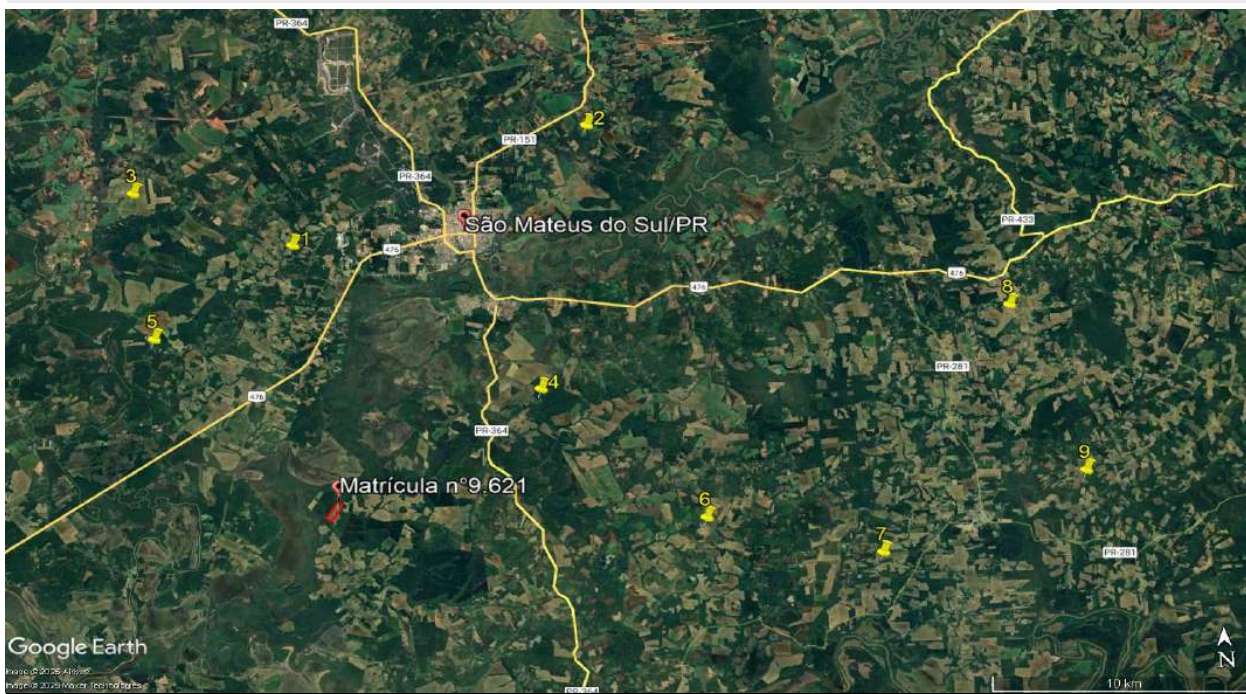 PR-364
2
PR-151
3
PR-364
São Mateus do Sul/PR
1
PR-433
476
476
476
8
5
PR-281
4
476
PR-364
9
Matrícula n°9.621
6
7
PR-281
Google Earth
N
10 km
PR-364